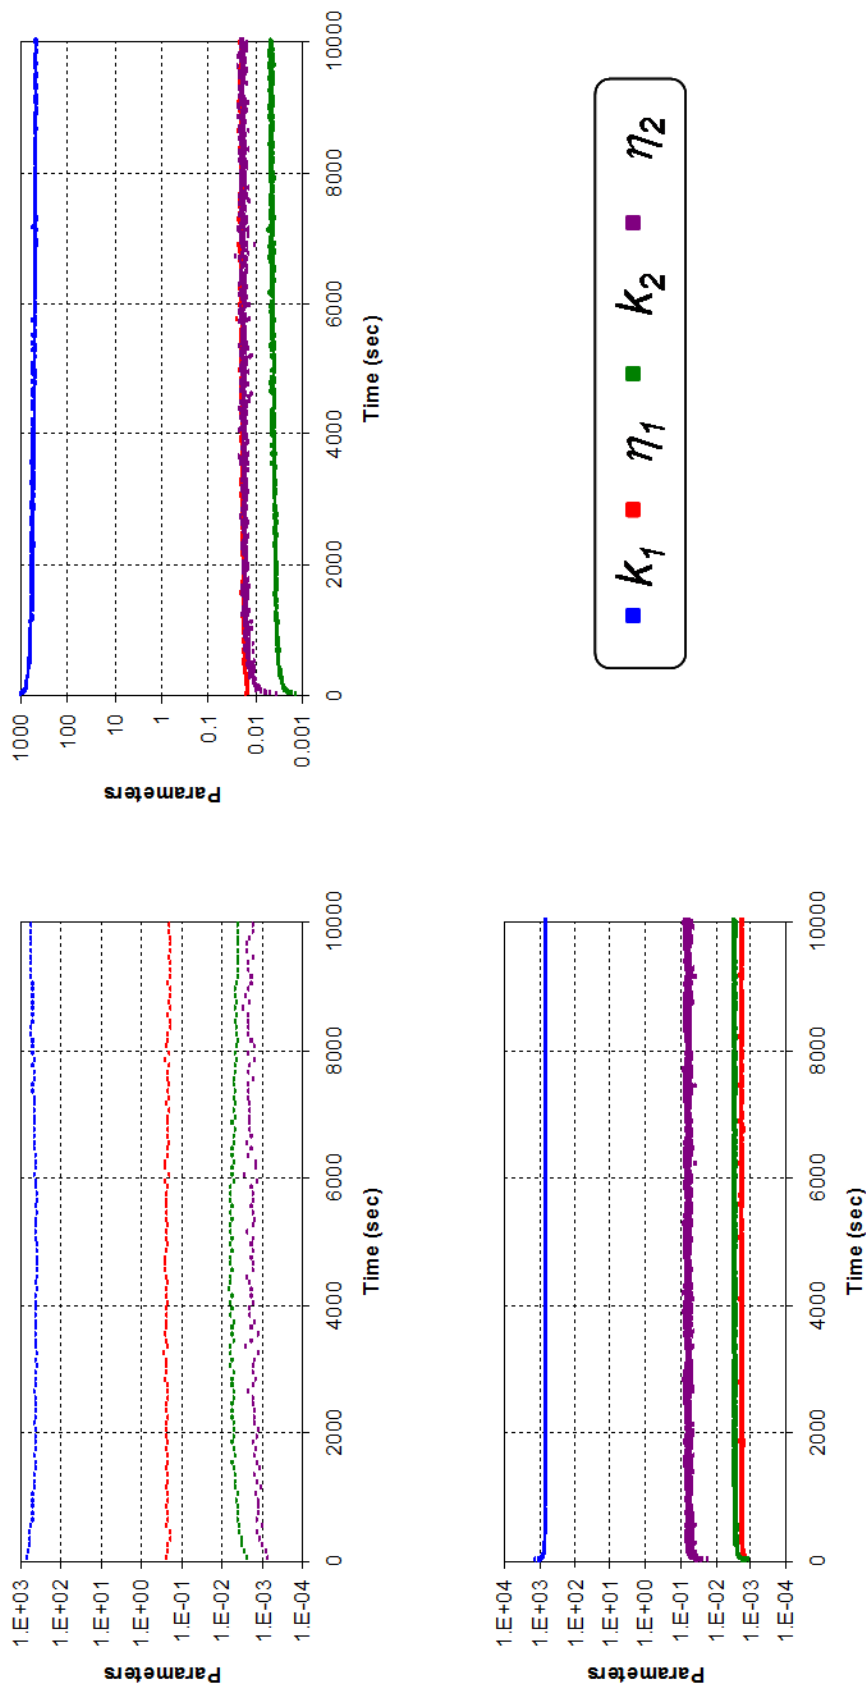 1.E+03
1.E+02
1.E+01
1.E+00
1.E-01
1.E-02
1.E-03
1.E-04
Parameters
0 2000 4000 6000 8000 10000
Time (sec)
1000
100
10
1
0.1
0.01
0.001
Parameters
0 2000 4000 6000 8000 10000
Time (sec)
1.E+04
1.E+03
1.E+02
1.E+01
1.E+00
1.E-01
1.E-02
1.E-03
1.E-04
Parameters
0 2000 4000 6000 8000 10000
Time (sec)
K₁ η₁ K₂ η₂